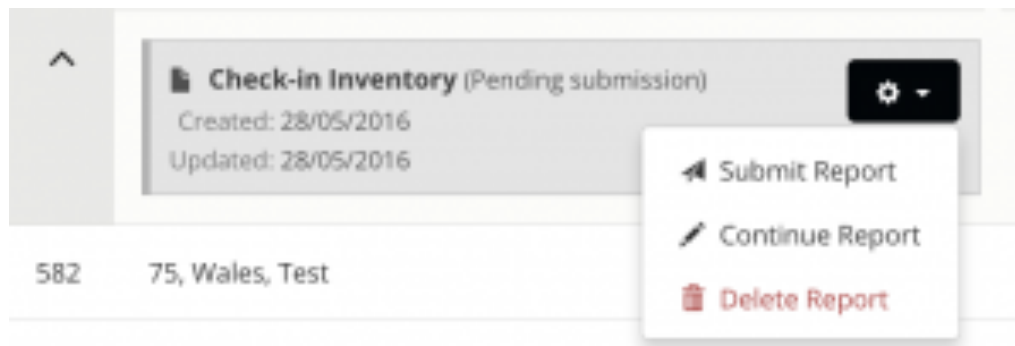 Check-in Inventory (Pending submission)
Created: 28/05/2016
Updated: 28/05/2016
Submit Report
Continue Report
Delete Report
582 75, Wales, Test